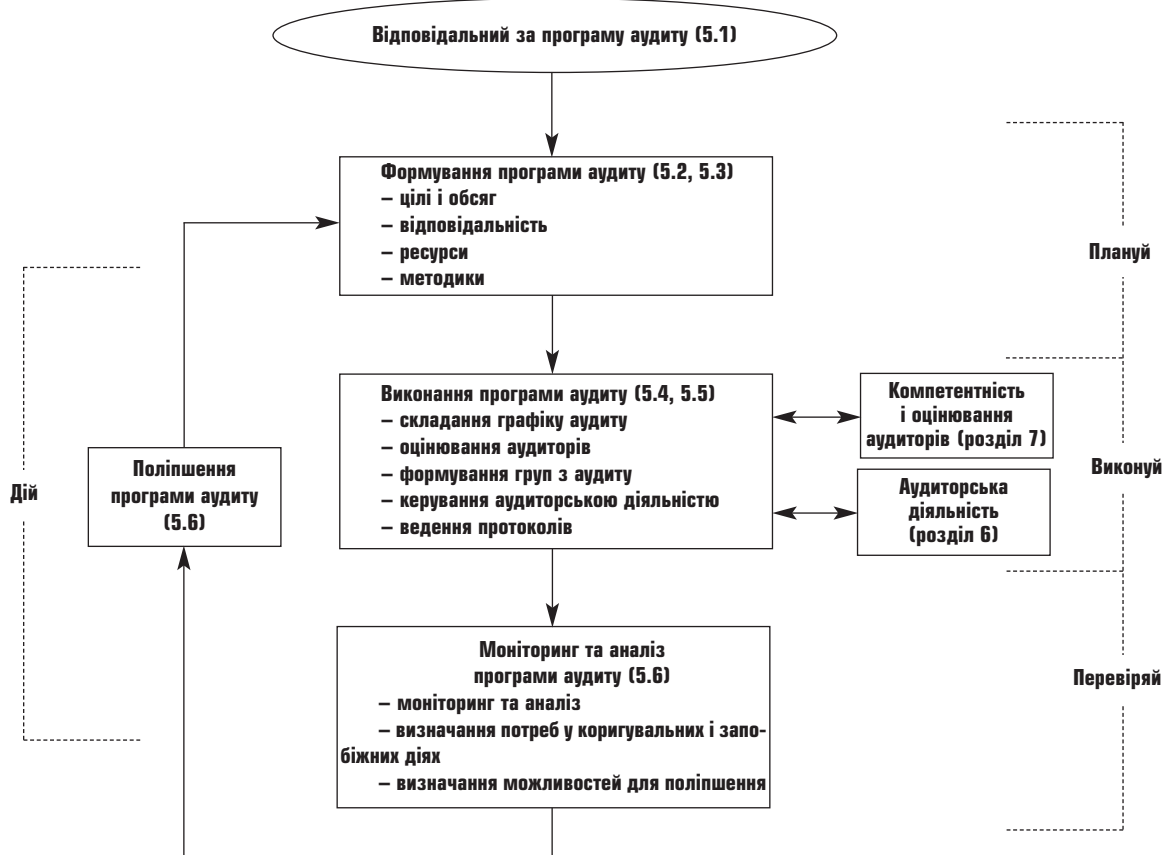 Відповідальний за програму аудиту (5.1)
Формування програми аудиту (5.2, 5.3)
– цілі і обсяг
– відповідальність
– ресурси
– методики
Плануй
Виконання програми аудиту (5.4, 5.5)
– складання графіку аудиту
– оцінювання аудиторів
– формування груп з аудиту
– керування аудиторською діяльністю
– ведення протоколів
Компетентність
і оцінювання
аудиторів (розділ 7)
Аудиторська
діяльність
(розділ 6)
Виконуй
Дій
Поліпшення
програми аудиту
(5.6)
Моніторинг та аналіз
програми аудиту (5.6)
– моніторинг та аналіз
– визначання потреб у коригувальних і запо-
біжних діях
– визначання можливостей для поліпшення
Перевіряй